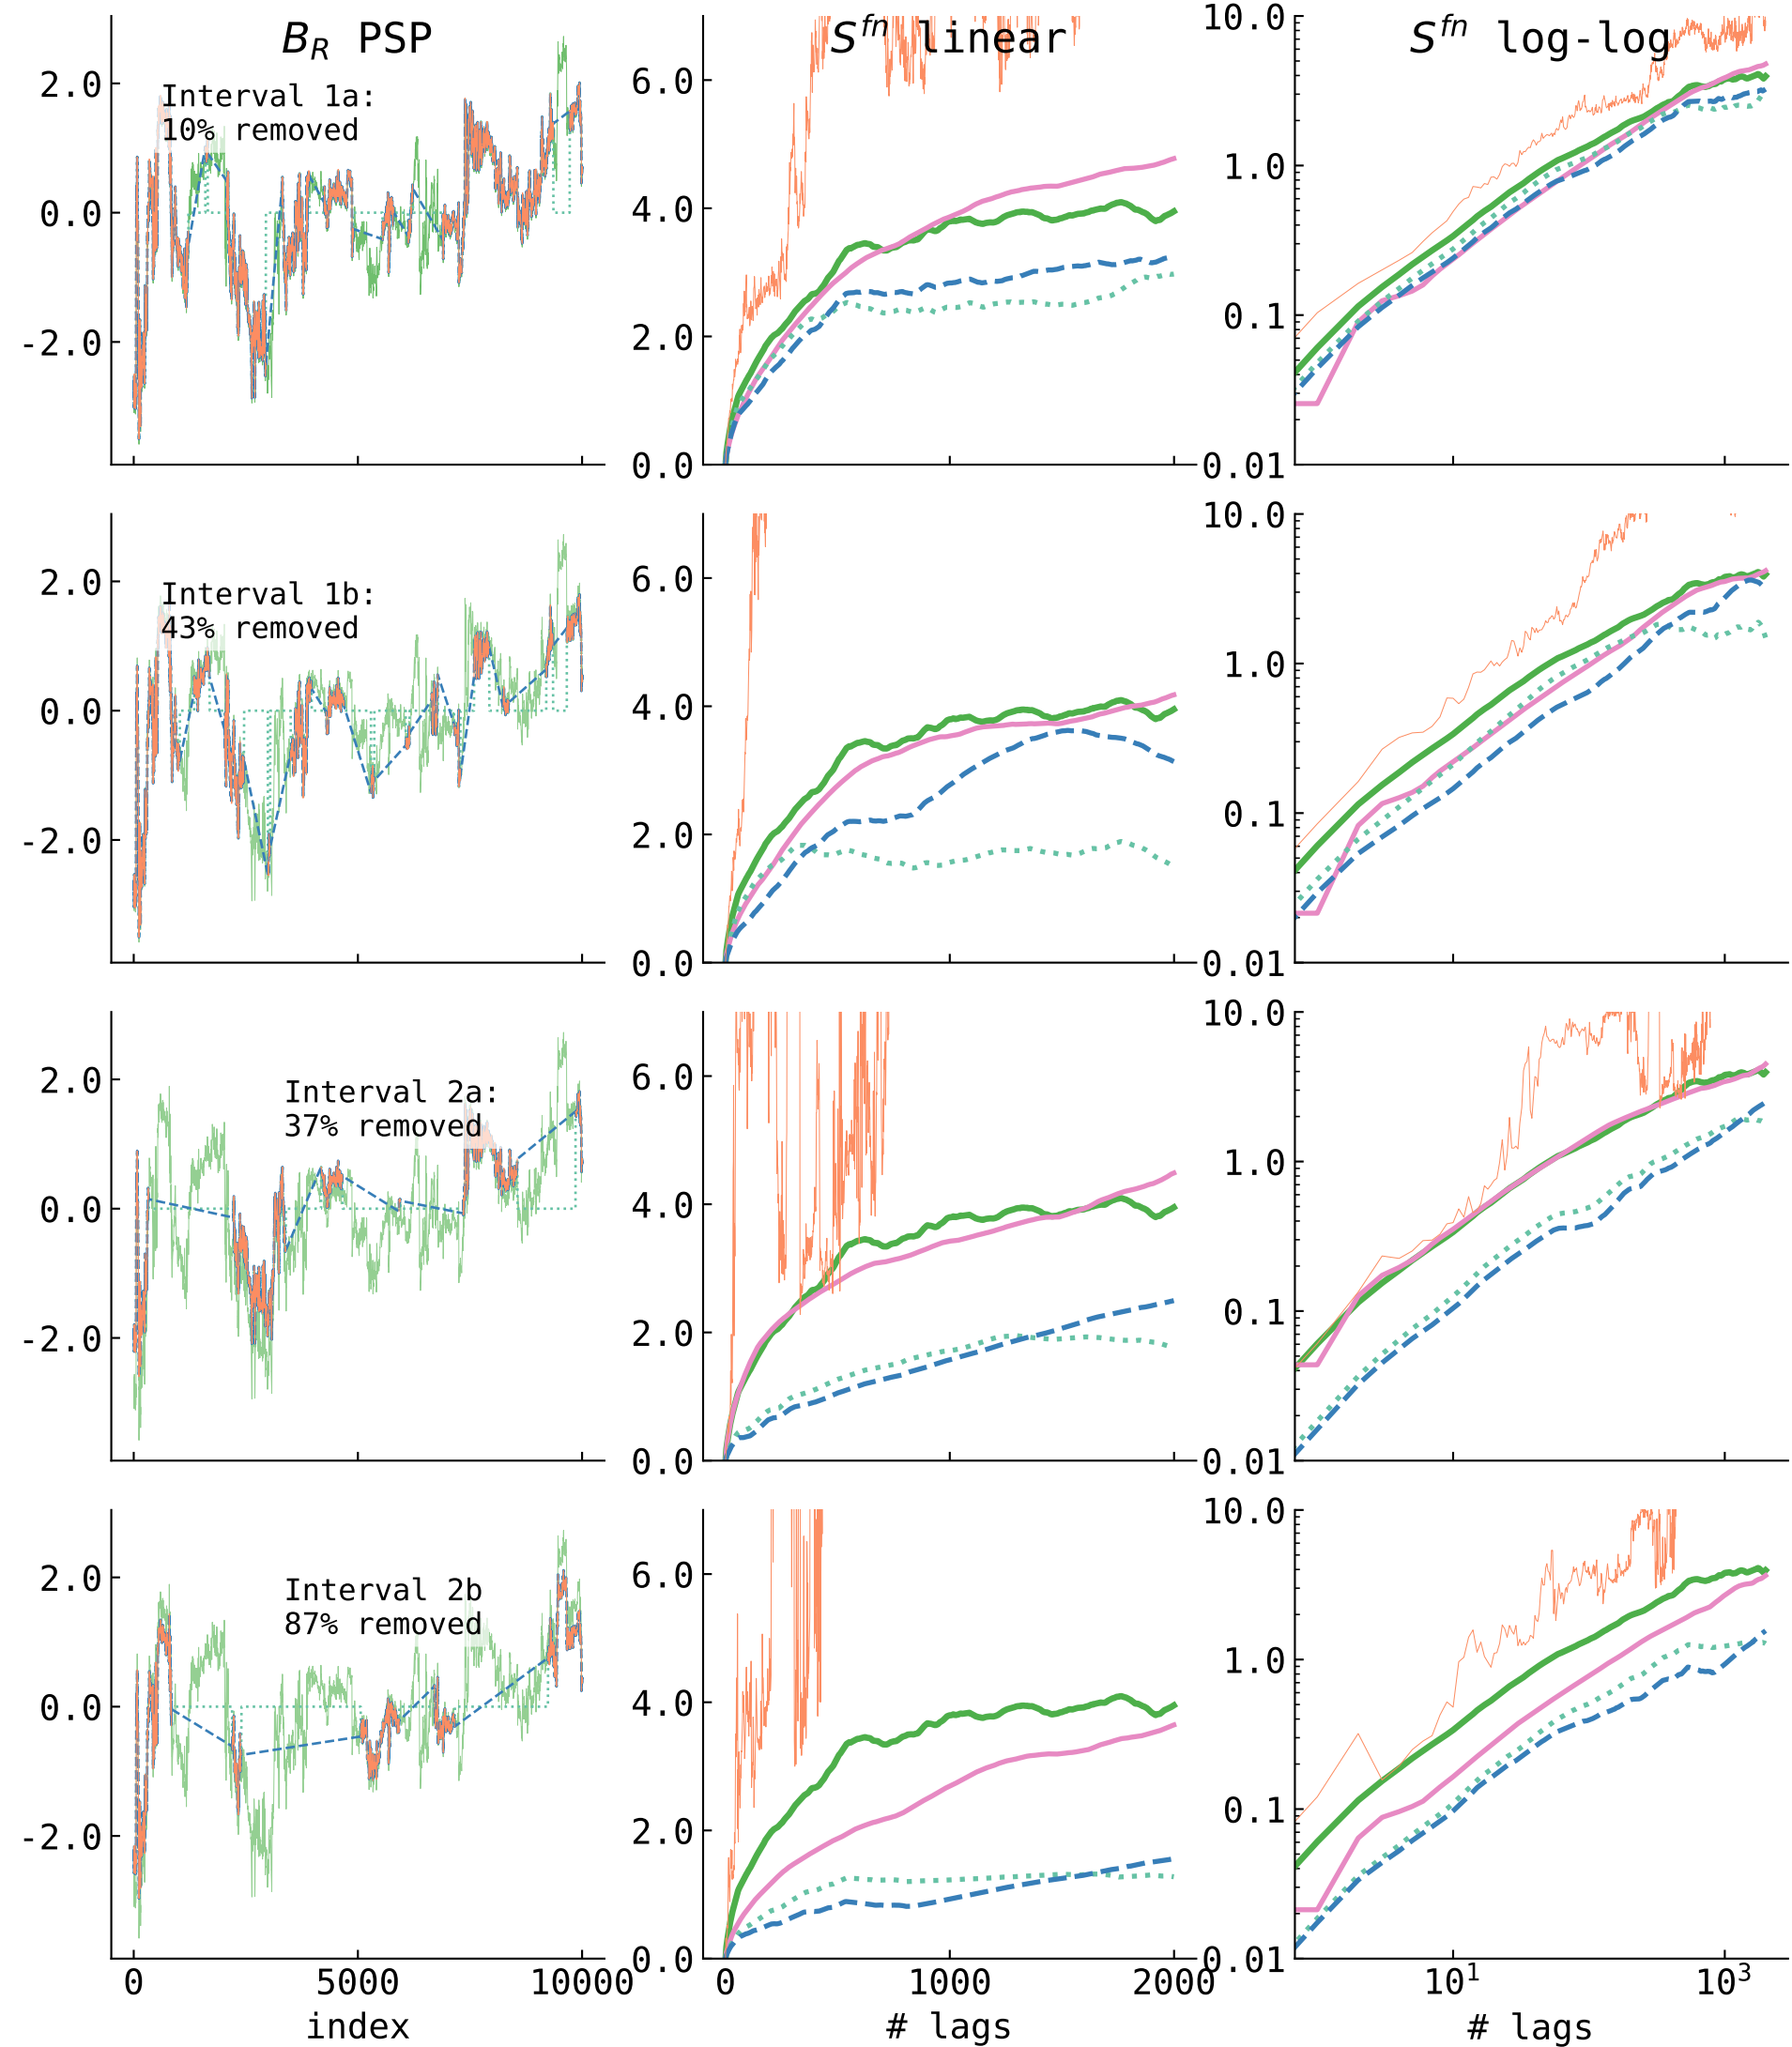 B_R PSP
S^fn linear
S^fn log-log
2.0
0.0
-2.0
Interval 1a:
10% removed
6.0
4.0
2.0
0.0
10.0
1.0
0.1
0.01
2.0
0.0
-2.0
Interval 1b:
43% removed
6.0
4.0
2.0
0.0
10.0
1.0
0.1
0.01
2.0
0.0
-2.0
Interval 2a:
37% removed
6.0
4.0
2.0
0.0
10.0
1.0
0.1
0.01
2.0
0.0
-2.0
Interval 2b
87% removed
6.0
4.0
2.0
0.0
10.0
1.0
0.1
0.01
0 5000 10000
index
0 1000 2000
# lags
10^1 10^3
# lags